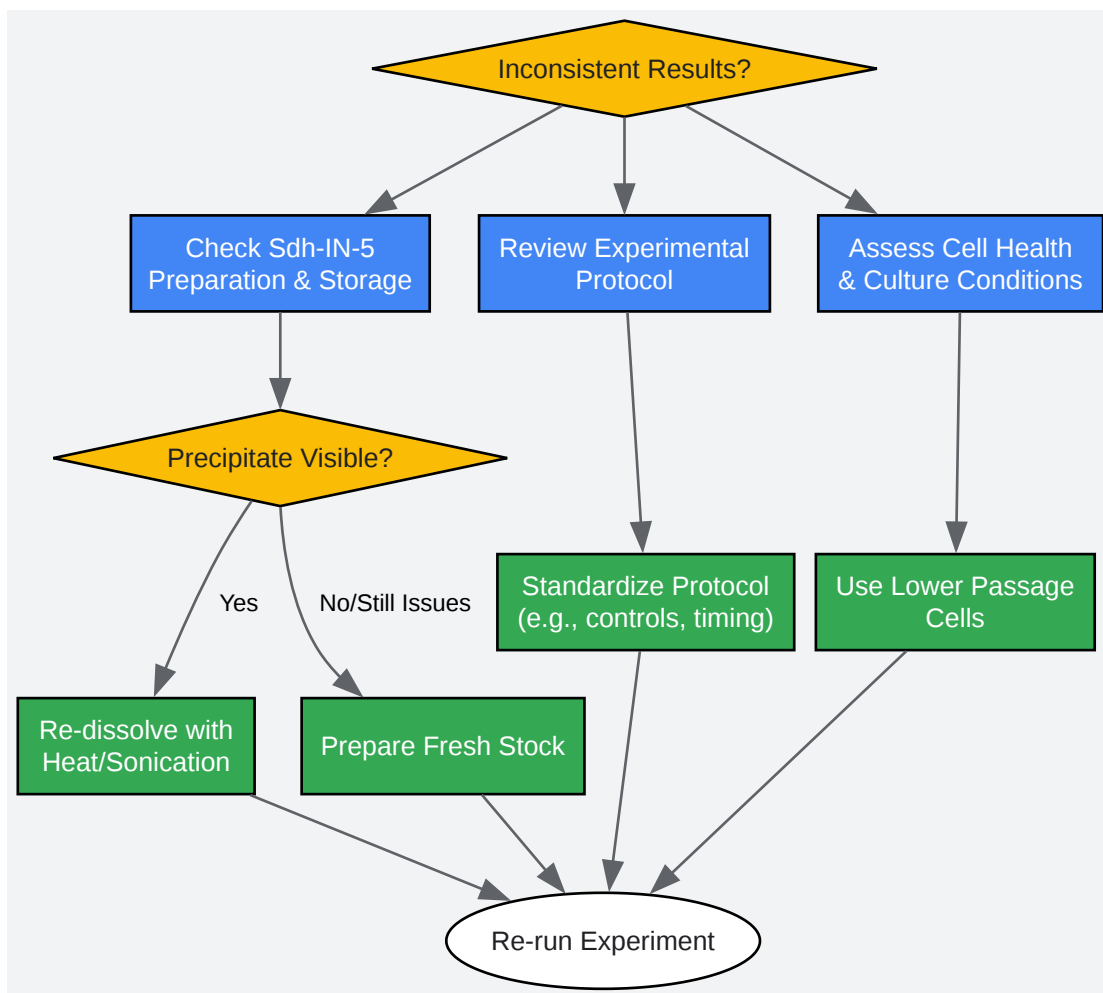 Inconsistent Results?
Check Sdh-IN-5
Preparation & Storage
Review Experimental
Protocol
Assess Cell Health
& Culture Conditions
Precipitate Visible?
Yes
No/Still Issues
Standardize Protocol
(e.g., controls, timing)
Use Lower Passage
Cells
Re-dissolve with
Heat/Sonication
Prepare Fresh Stock
Re-run Experiment